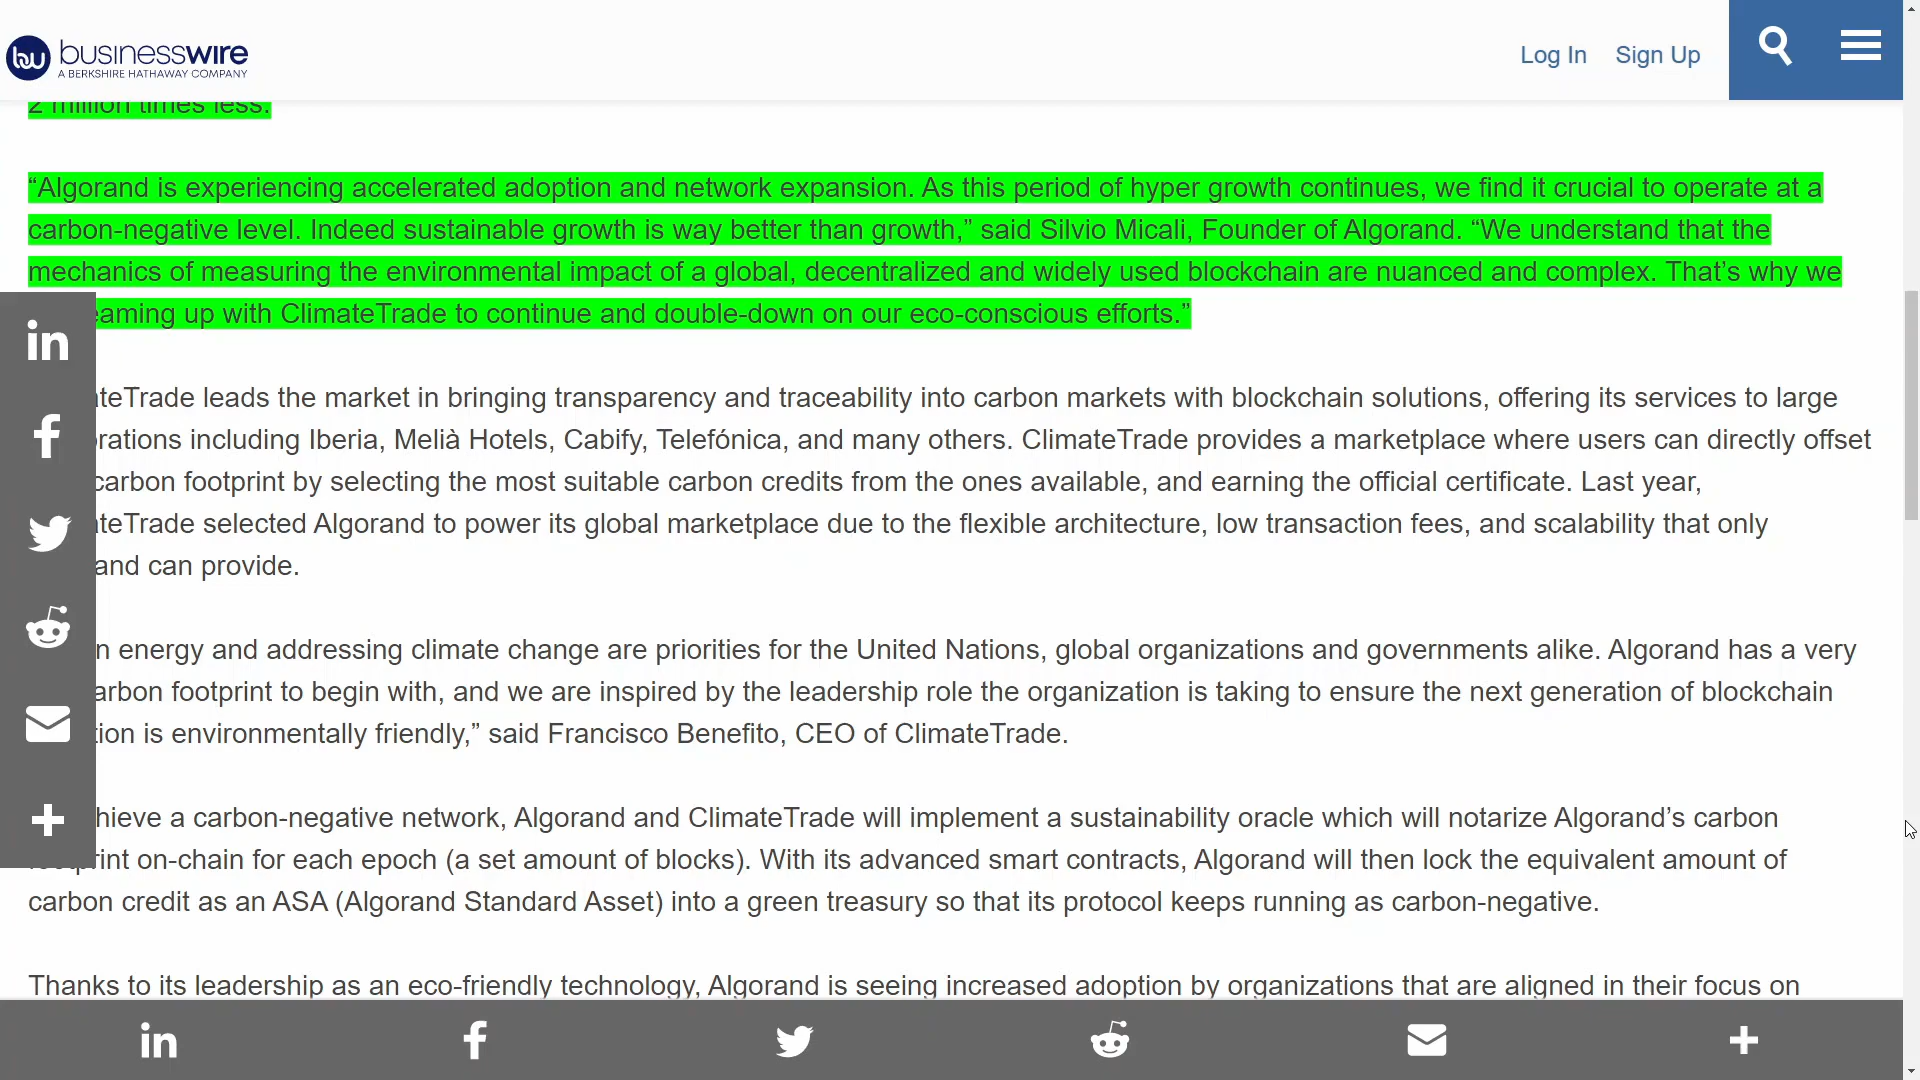 businesswire
A BERKSHIRE HATHAWAY COMPANY
Log In Sign Up
2 million times less.
“Algorand is experiencing accelerated adoption and network expansion. As this period of hyper growth continues, we find it crucial to operate at a
carbon-negative level. Indeed sustainable growth is way better than growth,” said Silvio Micali, Founder of Algorand. “We understand that the
mechanics of measuring the environmental impact of a global, decentralized and widely used blockchain are nuanced and complex. That’s why we
eaming up with ClimateTrade to continue and double-down on our eco-conscious efforts.”
ateTrade leads the market in bringing transparency and traceability into carbon markets with blockchain solutions, offering its services to large
orations including Iberia, Melià Hotels, Cabify, Telefónica, and many others. ClimateTrade provides a marketplace where users can directly offset
carbon footprint by selecting the most suitable carbon credits from the ones available, and earning the official certificate. Last year,
ateTrade selected Algorand to power its global marketplace due to the flexible architecture, low transaction fees, and scalability that only
and can provide.
n energy and addressing climate change are priorities for the United Nations, global organizations and governments alike. Algorand has a very
arbon footprint to begin with, and we are inspired by the leadership role the organization is taking to ensure the next generation of blockchain
tion is environmentally friendly,” said Francisco Benefito, CEO of ClimateTrade.
hieve a carbon-negative network, Algorand and ClimateTrade will implement a sustainability oracle which will notarize Algorand’s carbon
int on-chain for each epoch (a set amount of blocks). With its advanced smart contracts, Algorand will then lock the equivalent amount of
carbon credit as an ASA (Algorand Standard Asset) into a green treasury so that its protocol keeps running as carbon-negative.
Thanks to its leadership as an eco-friendly technology, Algorand is seeing increased adoption by organizations that are aligned in their focus on